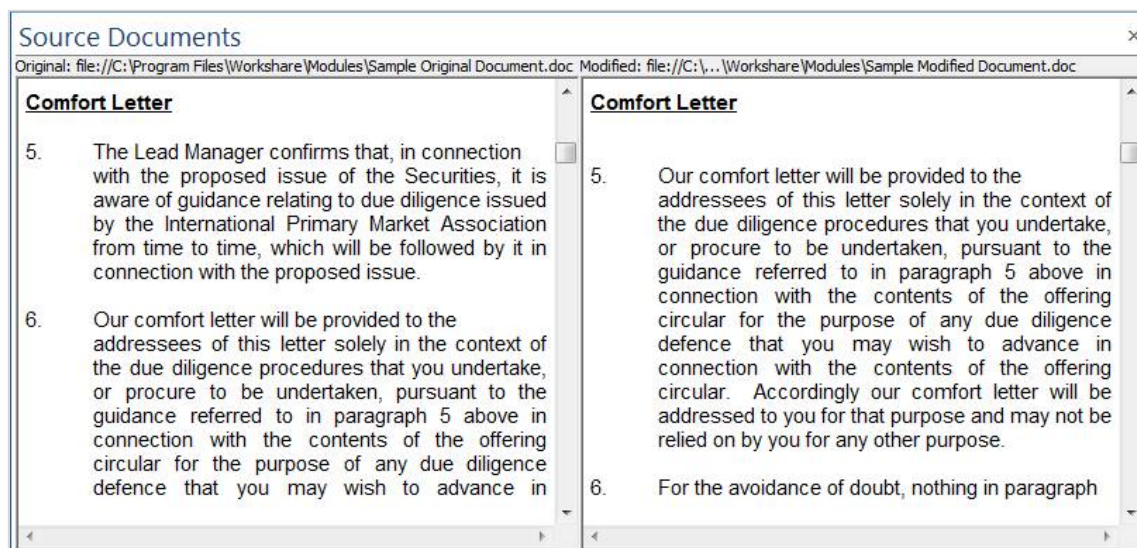 Source Documents
Original: file://C:\Program Files\Workshare\Modules\Sample Original Document.doc
Modified: file://C:\...\Workshare\Modules\Sample Modified Document.doc
Comfort Letter
5. The Lead Manager confirms that, in connection
with the proposed issue of the Securities, it is
aware of guidance relating to due diligence issued
by the International Primary Market Association
from time to time, which will be followed by it in
connection with the proposed issue.
6. Our comfort letter will be provided to the
addressees of this letter solely in the context of
the due diligence procedures that you undertake,
or procure to be undertaken, pursuant to the
guidance referred to in paragraph 5 above in
connection with the contents of the offering
circular for the purpose of any due diligence
defence that you may wish to advance in
Comfort Letter
5. Our comfort letter will be provided to the
addressees of this letter solely in the context of
the due diligence procedures that you undertake,
or procure to be undertaken, pursuant to the
guidance referred to in paragraph 5 above in
connection with the contents of the offering
circular for the purpose of any due diligence
defence that you may wish to advance in
connection with the contents of the offering
circular. Accordingly our comfort letter will be
addressed to you for that purpose and may not be
relied on by you for any other purpose.
6. For the avoidance of doubt, nothing in paragraph